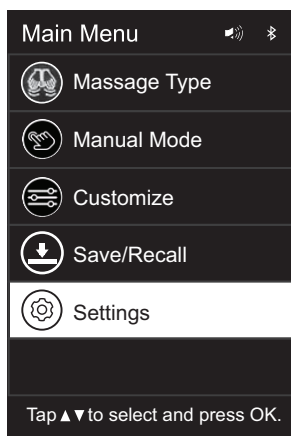 Main Menu
Massage Type
Manual Mode
Customize
Save/Recall
Settings
Tap▲▼to select and press OK.